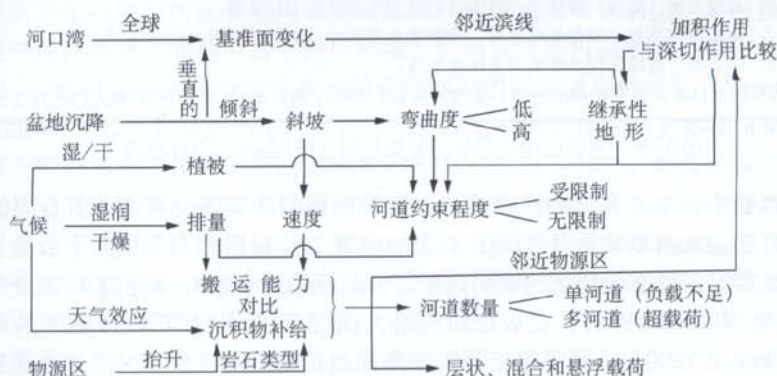 河口湾
全球
基准面变化
邻近滨线
加积作用
与深切作用比较
垂直的
倾斜
盆地沉降
斜坡
弯曲度
低
高
继承性
地形
湿/干
植被
气候
湿润
干燥
排量
速度
河道约束程度
受限制
无限制
邻近物源区
搬运能力
对比
沉积物补给
天气效应
河道数量
单河道（负载不足）
多河道（超载荷）
物源区
抬升
岩石类型
层状、混合和悬浮载荷